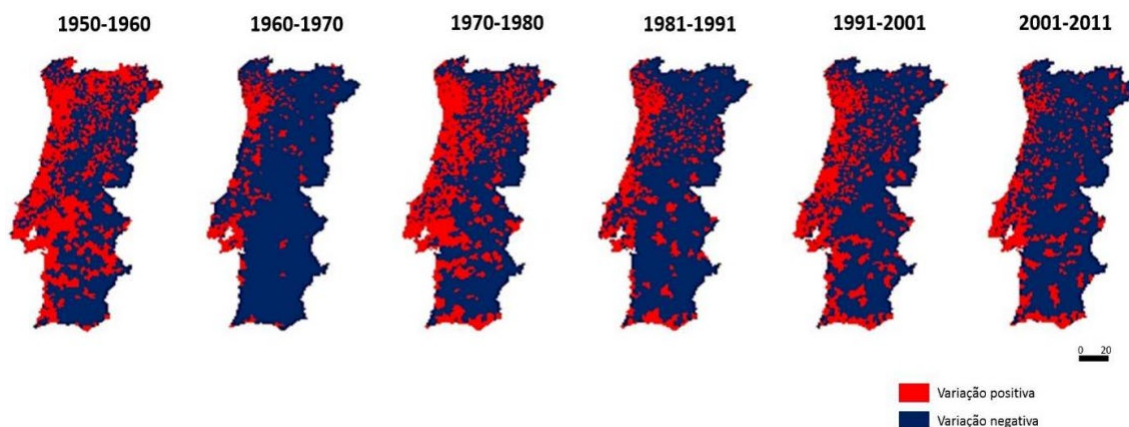 1950-1960 1960-1970 1970-1980 1981-1991 1991-2001 2001-2011
0 20
Variação positiva
Variação negativa